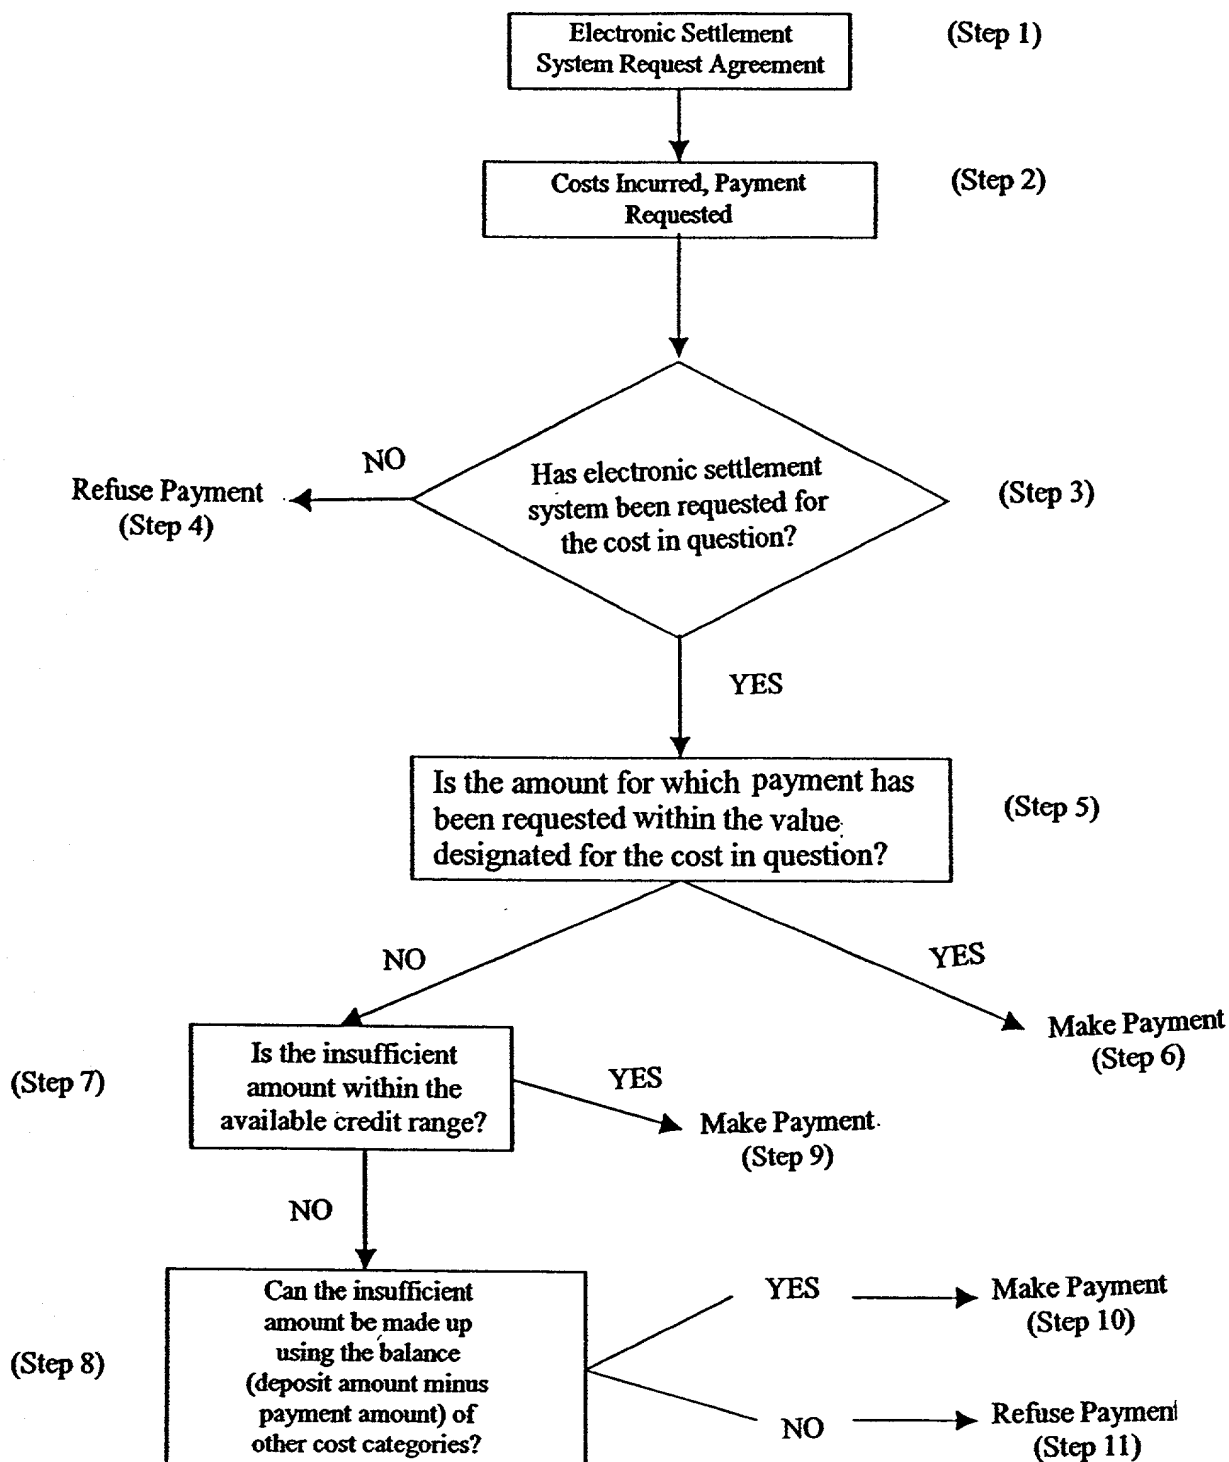 Electronic Settlement
System Request Agreement
(Step 1)
Costs Incurred, Payment
Requested
(Step 2)
NO
Has electronic settlement
system been requested for
the cost in question?
(Step 3)
Refuse Payment
(Step 4)
YES
Is the amount for which payment has
been requested within the value
designated for the cost in question?
(Step 5)
NO
YES
Make Payment
(Step 6)
(Step 7)
Is the insufficient
amount within the
available credit range?
YES
Make Payment
(Step 9)
NO
(Step 8)
Can the insufficient
amount be made up
using the balance
(deposit amount minus
payment amount) of
other cost categories?
YES
Make Payment
(Step 10)
NO
Refuse Payment
(Step 11)